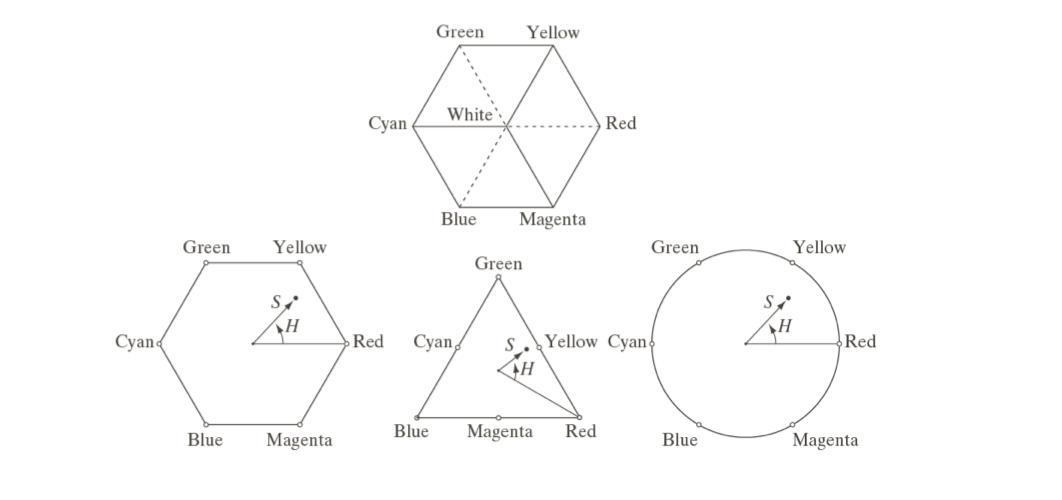 Green Yellow
Cyan White Red
Blue Magenta
Green Yellow
S
H
Cyan Red
Blue Magenta
Green
Cyan S Yellow
H
Blue Magenta Red
Green Yellow
S
H
Cyan Red
Blue Magenta